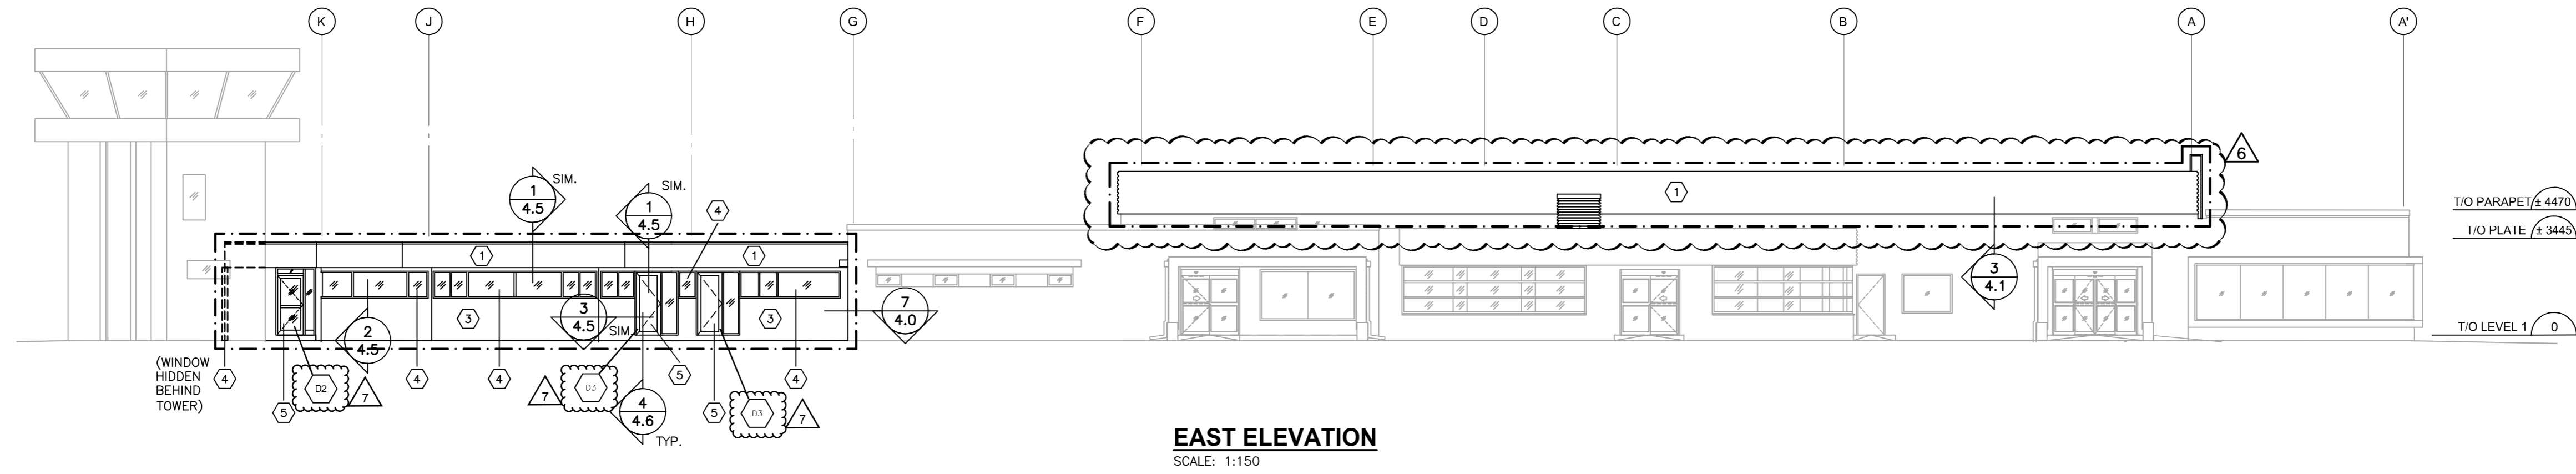 K J H G F E D C B A A'
6
1
4.5
SIM.
1
4.5
SIM.
4
1
T/O PARAPET ± 4470
T/O PLATE ± 3445
1
1
3
4.1
3
3
4.5
SIM.
3
7
4.0
T/O LEVEL 1 0
2
4.5
(WINDOW
HIDDEN
BEHIND
TOWER)
4
4
4
5
4
D2
7
7
D3
5
5
D3
7
4
4.6
TYP.
EAST ELEVATION
SCALE: 1:150